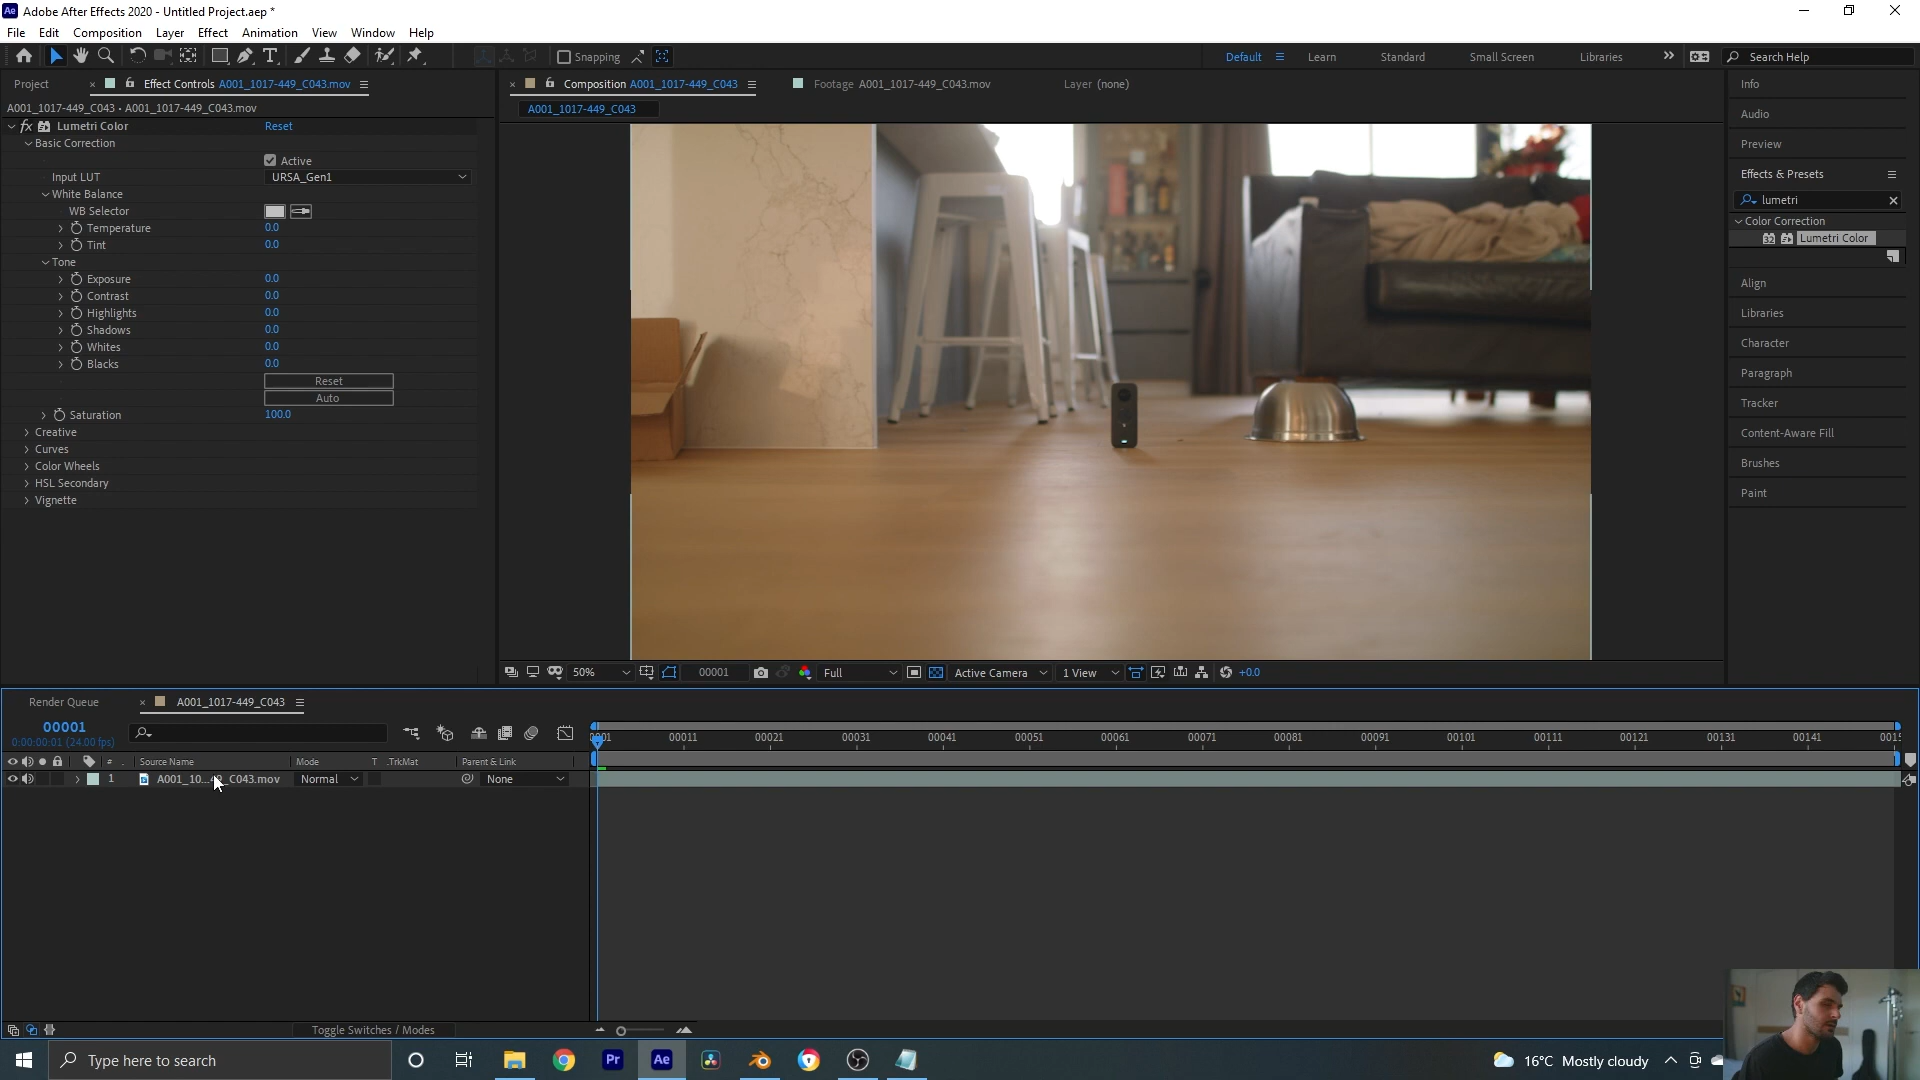 Adobe After Effects 2020 - Untitled Project.aep *
File Edit Composition Layer Effect Animation View Window Help
Snapping Default Learn Standard Small Screen Libraries Search Help
Project Effect Controls A001_1017-449_C043.mov
A001_1017-449_C043 • A001_1017-449_C043.mov
fx Lumetri Color Reset
Basic Correction
Active
Input LUT URSA_Gen1
White Balance
WB Selector
Temperature 0.0
Tint 0.0
Tone
Exposure 0.0
Contrast 0.0
Highlights 0.0
Shadows 0.0
Whites 0.0
Blacks 0.0
Reset
Auto
Saturation 100.0
Creative
Curves
Color Wheels
HSL Secondary
Vignette
Composition A001_1017-449_C043 Footage A001_1017-449_C043.mov Layer (none)
A001_1017-449_C043
50% 00001 Full Active Camera 1 View +0.0
Info
Audio
Preview
Effects & Presets
lumetri
Color Correction
32 Lumetri Color
Align
Libraries
Character
Paragraph
Tracker
Content-Aware Fill
Brushes
Paint
Render Queue A001_1017-449_C043
00001
0:00:00:01 (24.00 fps)
00011 00021 00031 00041 00051 00061 00071 00081 00091 00101 00111 00121 00131 00141
# Source Name Mode T .TrkMat Parent & Link
1 Normal None
Toggle Switches / Modes
Type here to search Pr Ae 16°C Mostly cloudy